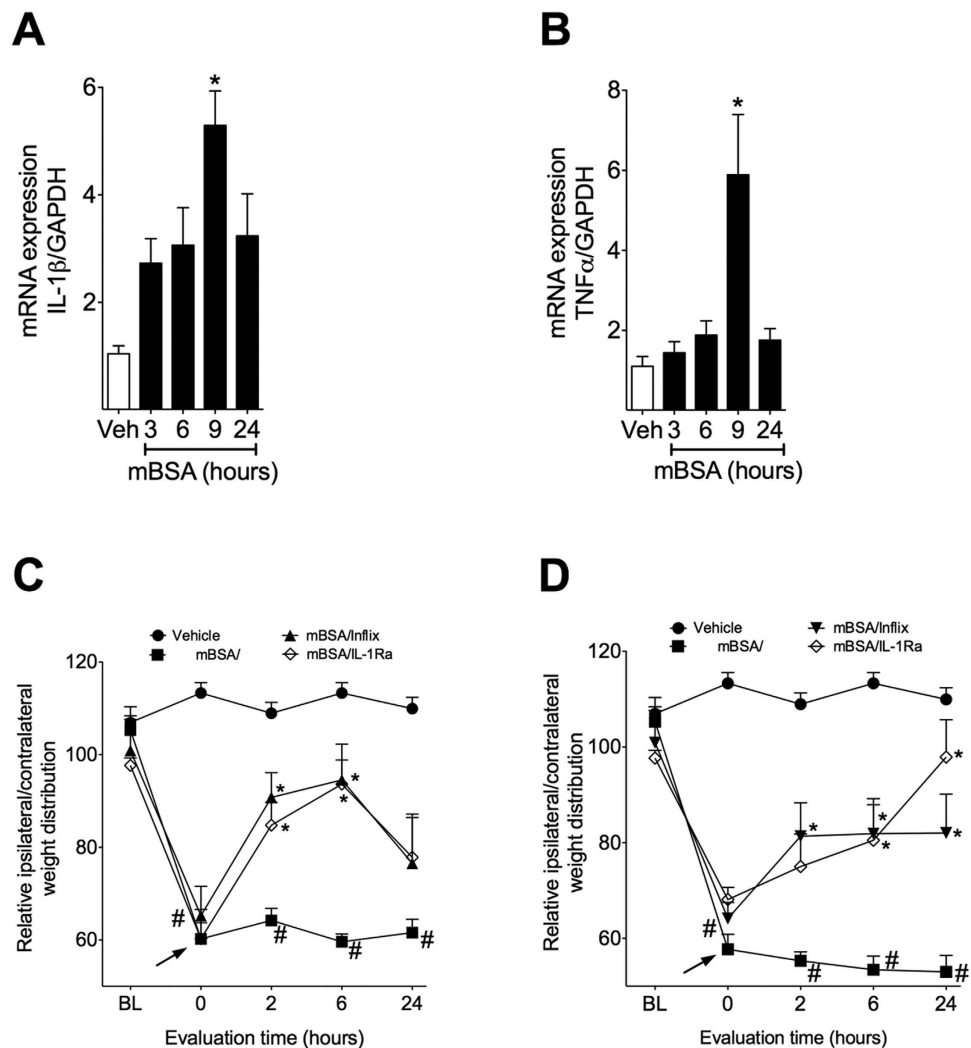 A
mRNA expression
IL-1β/GAPDH
6
4
2
*
Veh 3 6 9 24
mBSA (hours)
B
mRNA expression
TNFα/GAPDH
8
6
4
2
*
Veh 3 6 9 24
mBSA (hours)
C
Vehicle
mBSA/
mBSA/Inflix
mBSA/IL-1Ra
Relative ipsilateral/contralateral
weight distribution
120
100
80
60
* *
* *
# # # #
BL 0 2 6 24
Evaluation time (hours)
D
Vehicle
mBSA/
mBSA/Inflix
mBSA/IL-1Ra
Relative ipsilateral/contralateral
weight distribution
120
100
80
60
*
* * *
*
# # # #
BL 0 2 6 24
Evaluation time (hours)